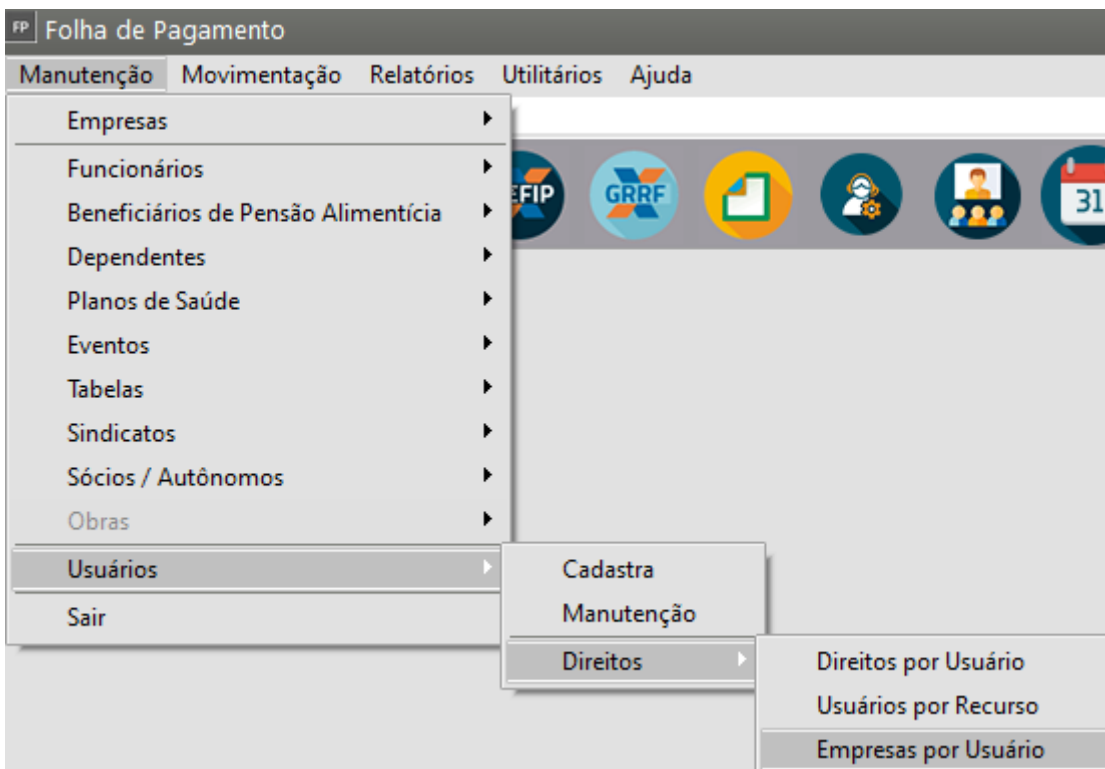 FP Folha de Pagamento
Manutenção Movimentação Relatórios Utilitários Ajuda
Empresas
Funcionários
Beneficiários de Pensão Alimentícia
Dependentes
Planos de Saúde
Eventos
Tabelas
Sindicatos
Sócios / Autônomos
Obras
Usuários
Sair
EFIP
GRRF
31
Cadastra
Manutenção
Direitos
Direitos por Usuário
Usuários por Recurso
Empresas por Usuário